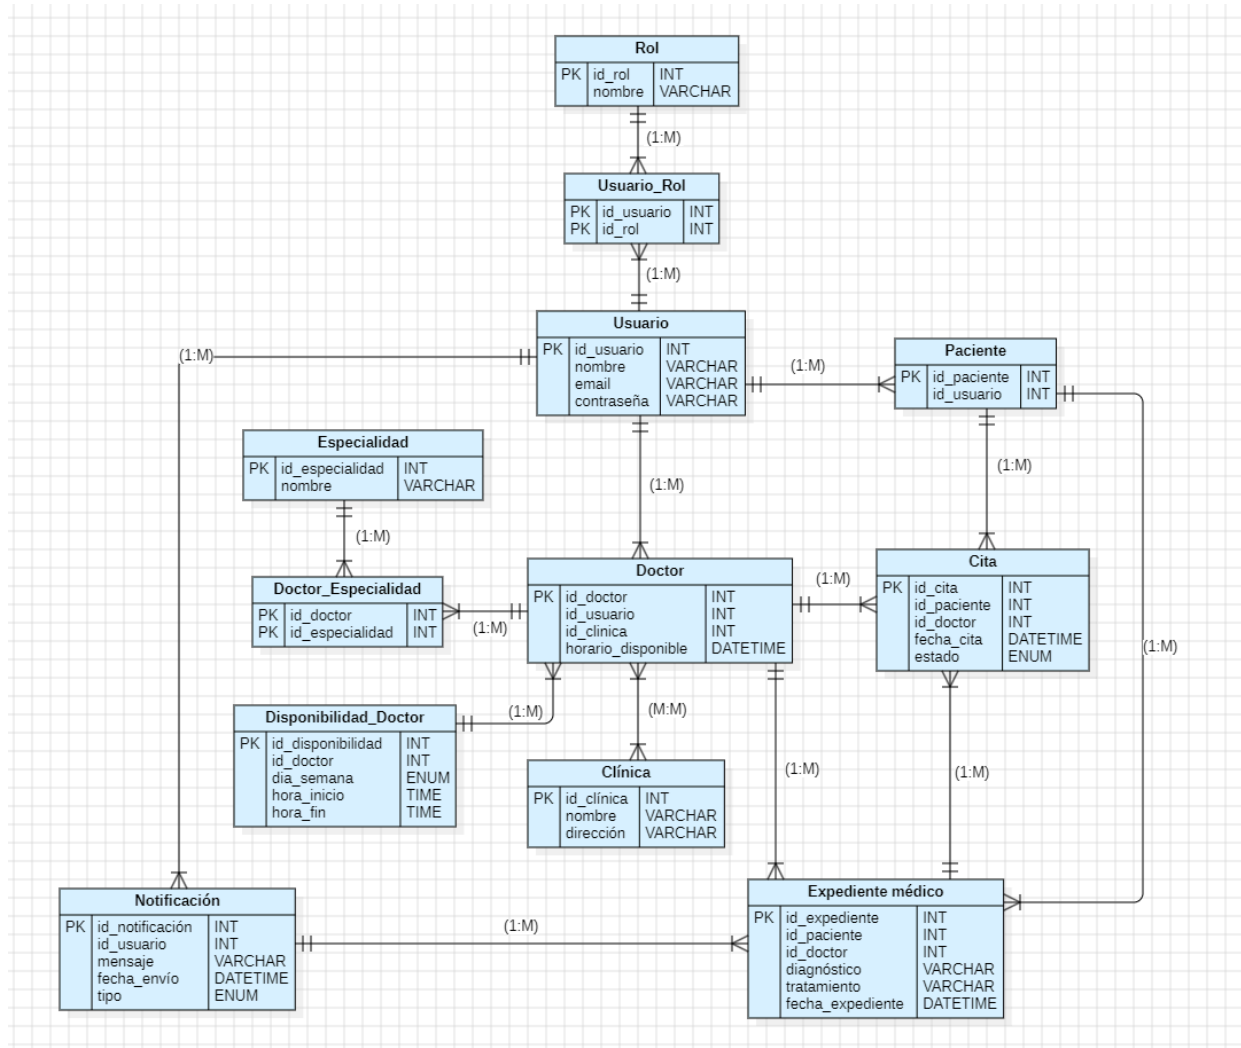 Rol
PK id_rol INT
nombre VARCHAR
(1:M)
Usuario_Rol
PK id_usuario INT
PK id_rol INT
(1:M)
Usuario
PK id_usuario INT
nombre VARCHAR
email VARCHAR
contraseña VARCHAR
(1:M)
(1:M)
Paciente
PK id_paciente INT
id_usuario INT
Especialidad
PK id_especialidad INT
nombre VARCHAR
(1:M)
(1:M)
(1:M)
Doctor_Especialidad
PK id_doctor INT
PK id_especialidad INT
(1:M)
Doctor
PK id_doctor INT
id_usuario INT
id_clinica INT
horario_disponible DATETIME
(1:M)
Cita
PK id_cita INT
id_paciente INT
id_doctor INT
fecha_cita DATETIME
estado ENUM
(1:M)
Disponibilidad_Doctor
PK id_disponibilidad INT
id_doctor INT
dia_semana ENUM
hora_inicio TIME
hora_fin TIME
(1:M)
(M:M)
Clínica
PK id_clínica INT
nombre VARCHAR
dirección VARCHAR
(1:M)
(1:M)
Notificación
PK id_notificación INT
id_usuario INT
mensaje VARCHAR
fecha_envío DATETIME
tipo ENUM
(1:M)
Expediente médico
PK id_expediente INT
id_paciente INT
id_doctor INT
diagnóstico VARCHAR
tratamiento VARCHAR
fecha_expediente DATETIME